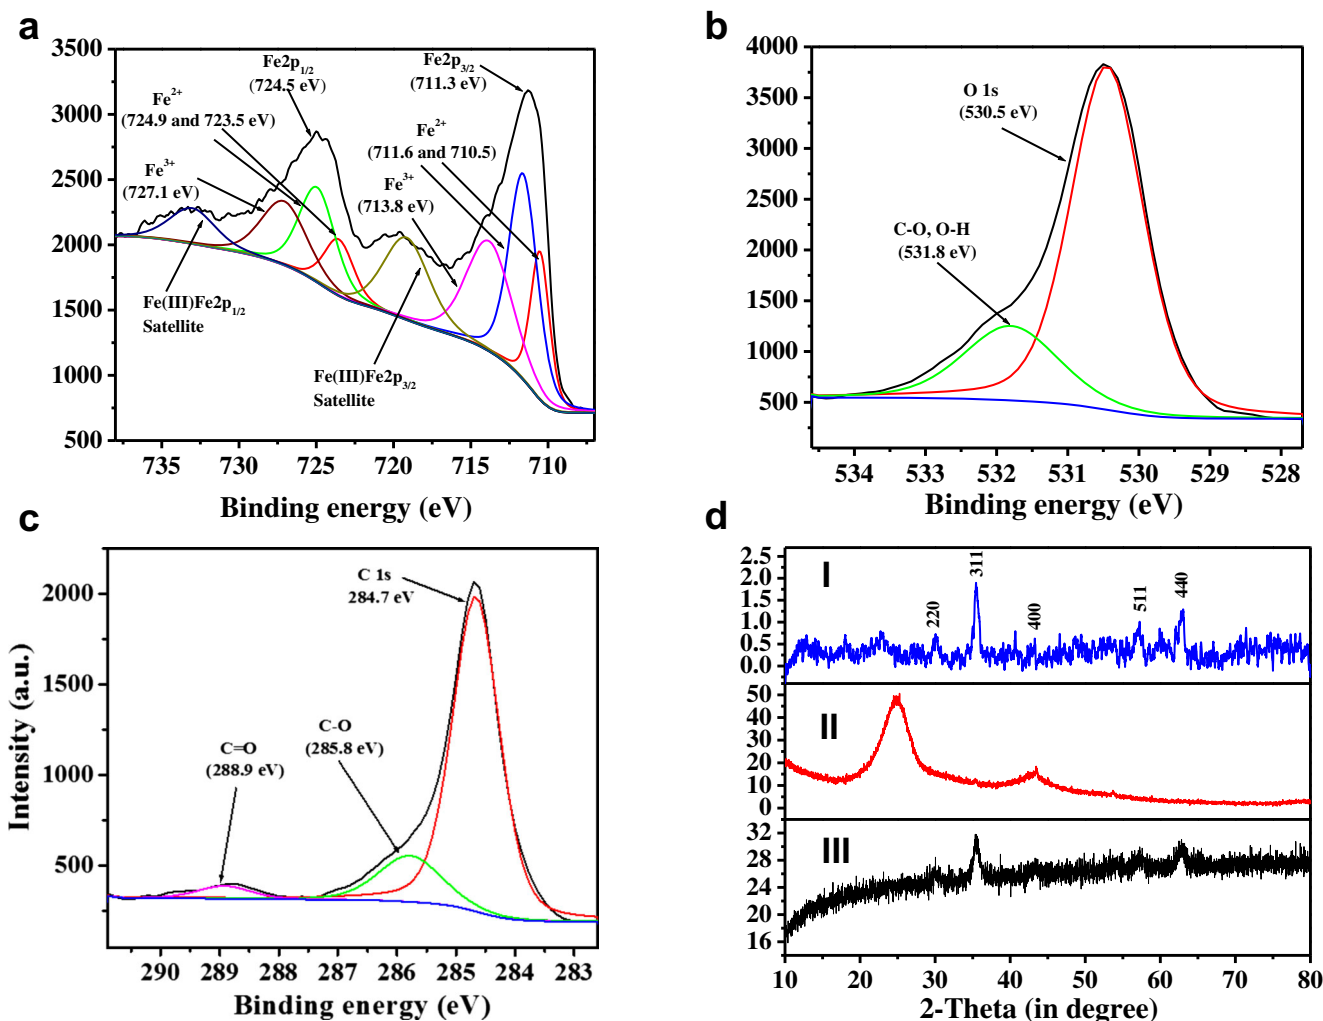 a
3500
3000
2500
2000
1500
1000
500
Fe2p1/2
(724.5 eV)
Fe2p3/2
(711.3 eV)
Fe2+
(724.9 and 723.5 eV)
Fe2+
(711.6 and 710.5)
Fe3+
(727.1 eV)
Fe3+
(713.8 eV)
Fe(III)Fe2p1/2
Satellite
Fe(III)Fe2p3/2
Satellite
735 730 725 720 715 710
Binding energy (eV)
b
4000
3500
3000
2500
2000
1500
1000
500
O 1s
(530.5 eV)
C-O, O-H
(531.8 eV)
534 533 532 531 530 529 528
Binding energy (eV)
c
2000
1500
1000
500
Intensity (a.u.)
C 1s
284.7 eV
C-O
(285.8 eV)
C=O
(288.9 eV)
290 289 288 287 286 285 284 283
Binding energy (eV)
d
2.5
2.0
1.5
1.0
0.5
0.0
I
220
311
400
511
440
50
40
30
20
10
0
II
32
28
24
20
16
III
10 20 30 40 50 60 70 80
2-Theta (in degree)